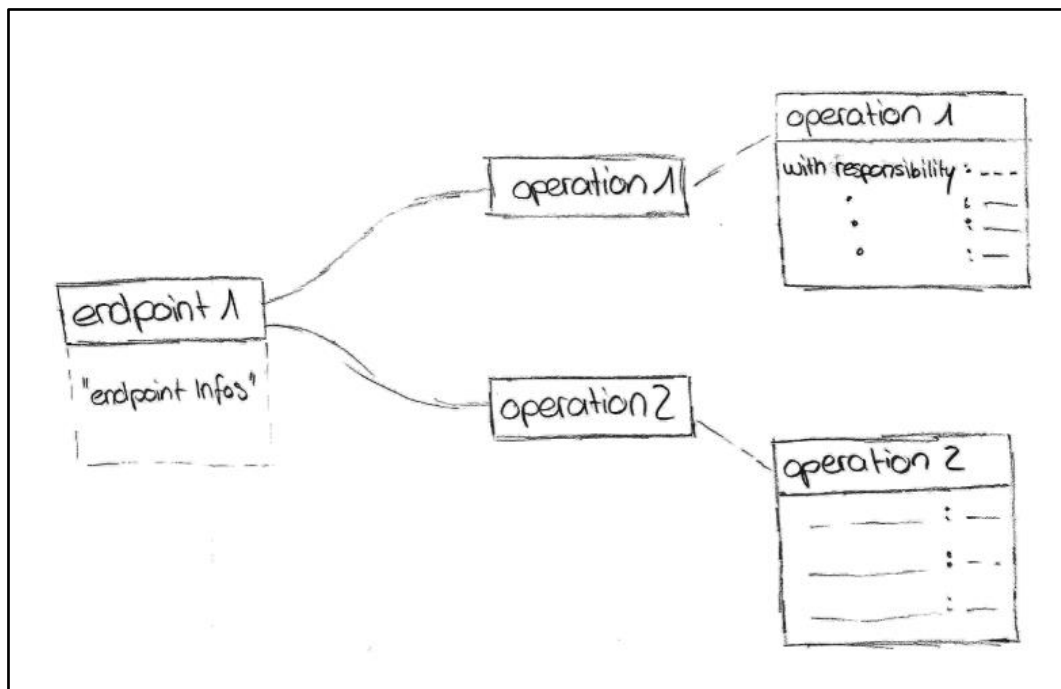 endpoint 1
"endpoint Infos"
operation 1
operation 2
operation 1
with responsibility :
operation 2